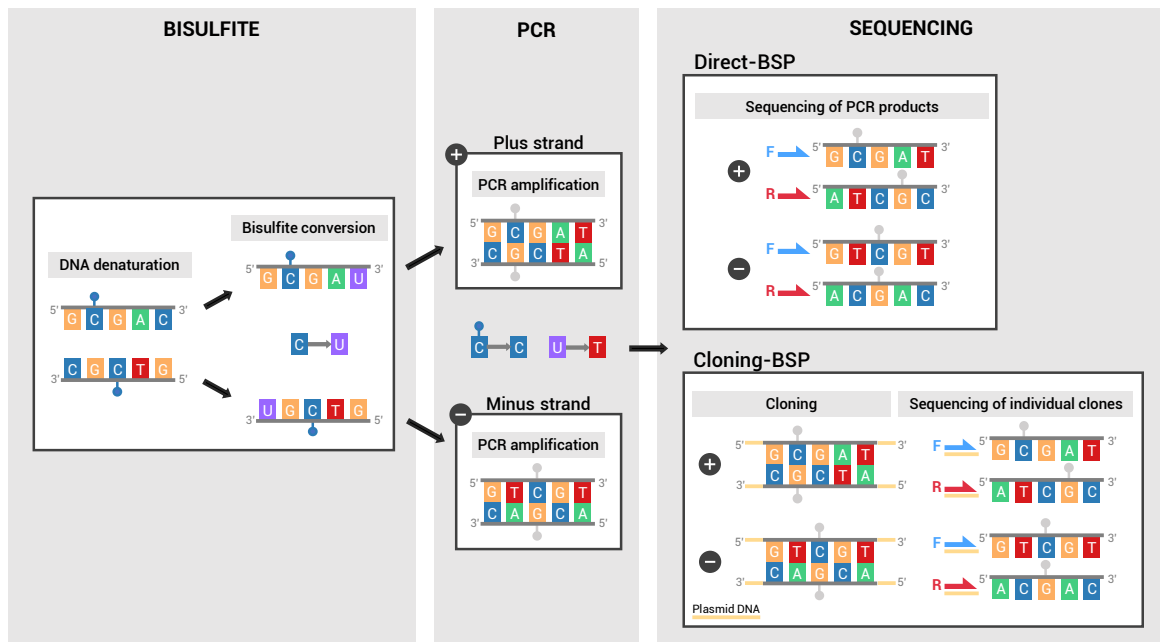 BISULFITE
DNA denaturation
5' 3'
G C G A C
C G C T G
3' 5'
Bisulfite conversion
5' 3'
G C G A U
C U
U G C T G
3' 5'
PCR
+ Plus strand
PCR amplification
5' 3'
G C G A T
C G C T A
3' 5'
C C U T
− Minus strand
PCR amplification
5' 3'
G T C G T
C A G C A
3' 5'
SEQUENCING
Direct-BSP
Sequencing of PCR products
+
F 5' 3'
G C G A T
R 5' 3'
A T C G C
−
F 5' 3'
G T C G T
R 5' 3'
A C G A C
Cloning-BSP
Cloning
+
5' 3'
G C G A T
C G C T A
3' 5'
−
5' 3'
G T C G T
C A G C A
3' 5'
Plasmid DNA
Sequencing of individual clones
F 5' 3'
G C G A T
R 5' 3'
A T C G C
F 5' 3'
G T C G T
R 5' 3'
A C G A C